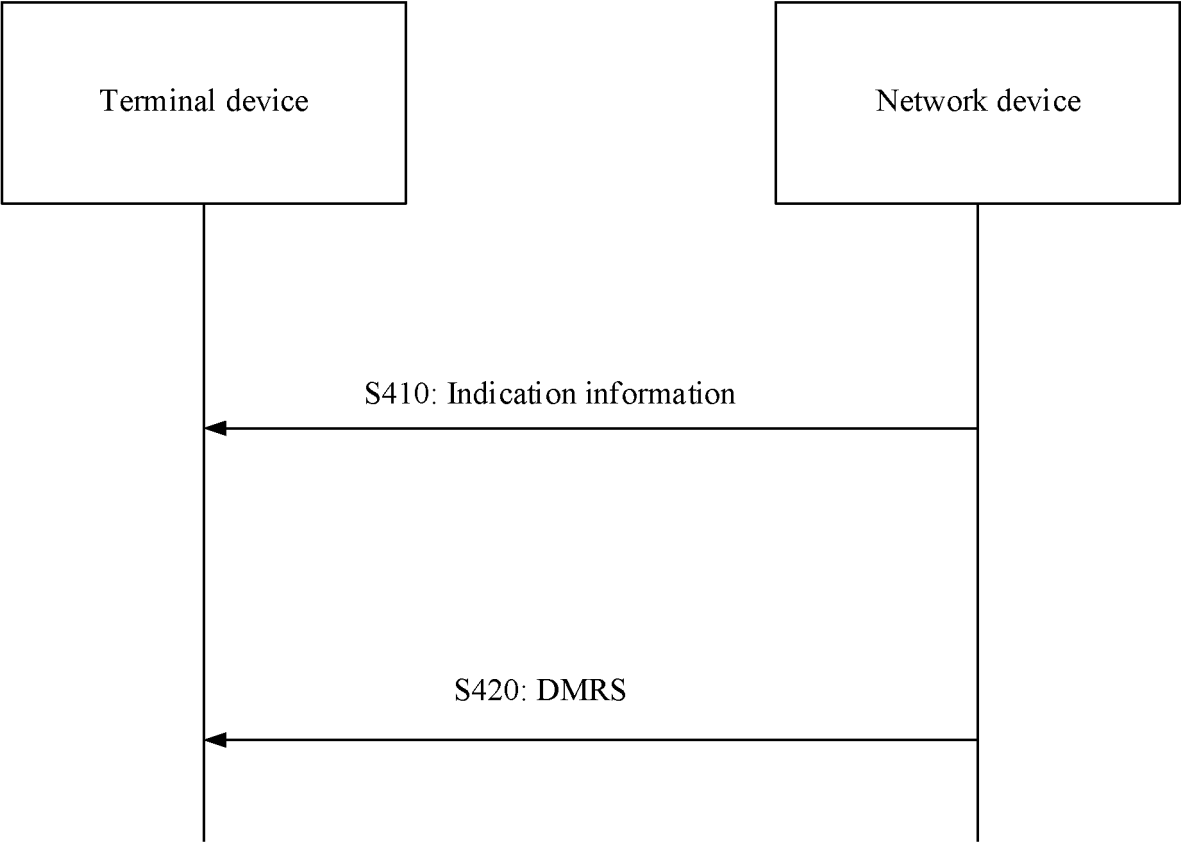 Terminal device
Network device
S410: Indication information
S420: DMRS